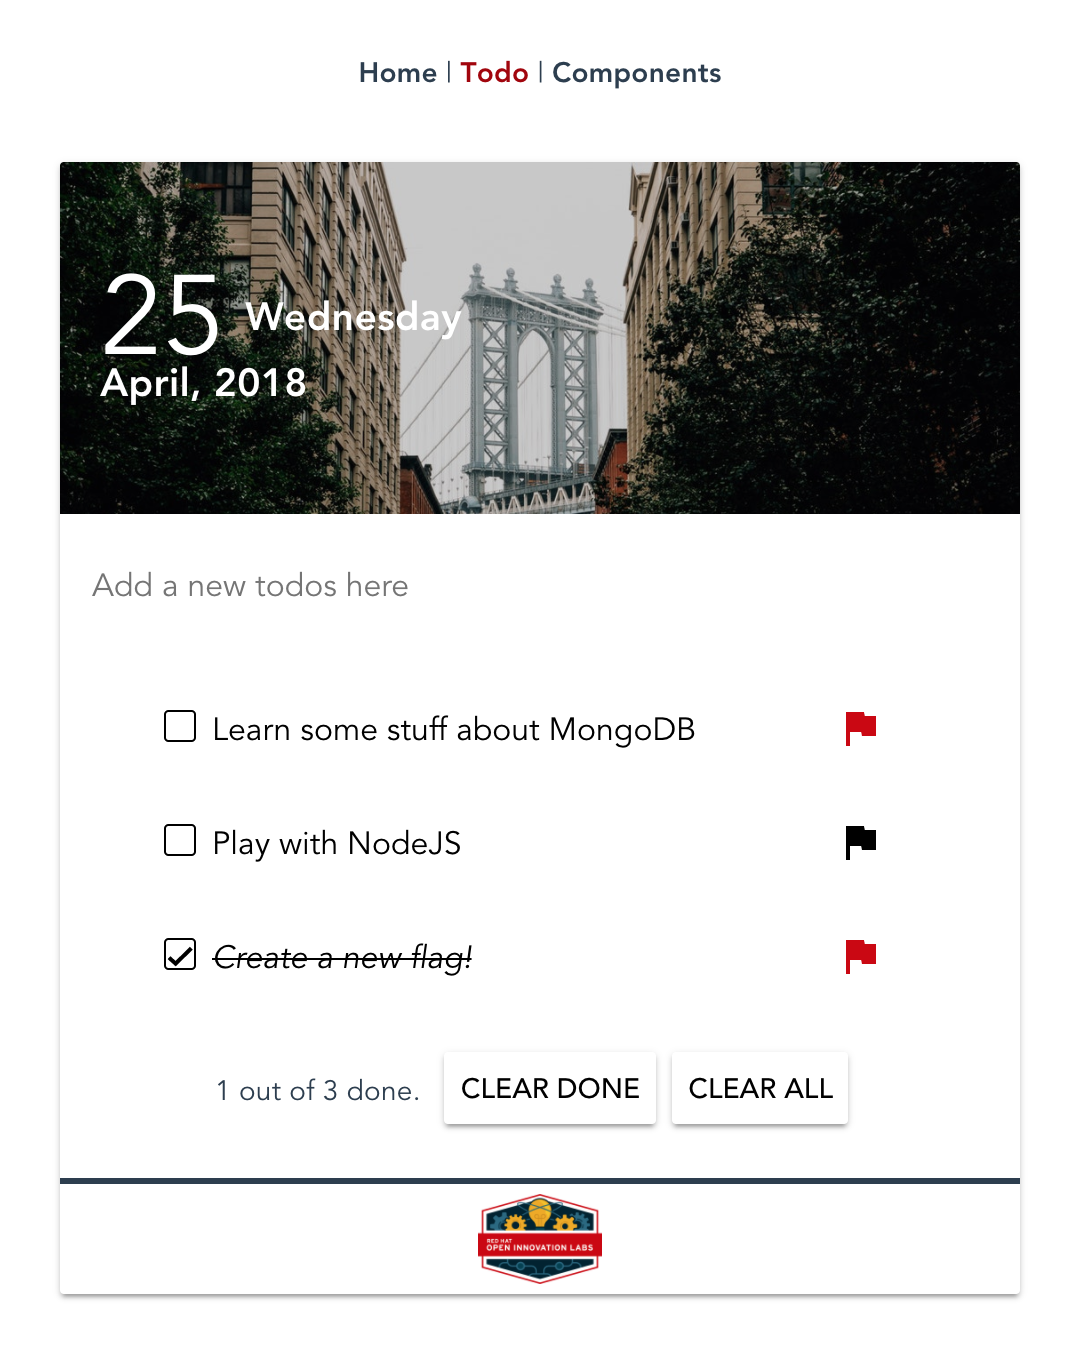 Home | Todo | Components
25 Wednesday
April, 2018
Add a new todos here
Learn some stuff about MongoDB
Play with NodeJS
Create a new flag!
1 out of 3 done. CLEAR DONE CLEAR ALL
RED HAT
OPEN INNOVATION LABS